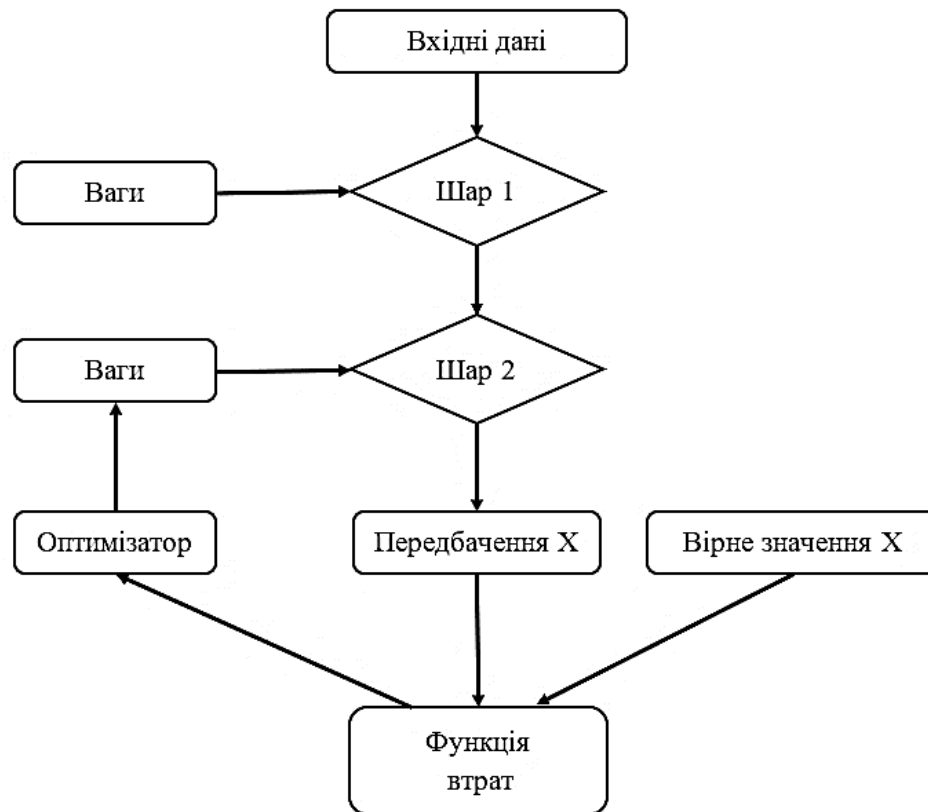 Вхідні дані
Ваги
Шар 1
Ваги
Шар 2
Оптимізатор
Передбачення X
Вірне значення X
Функція
втрат